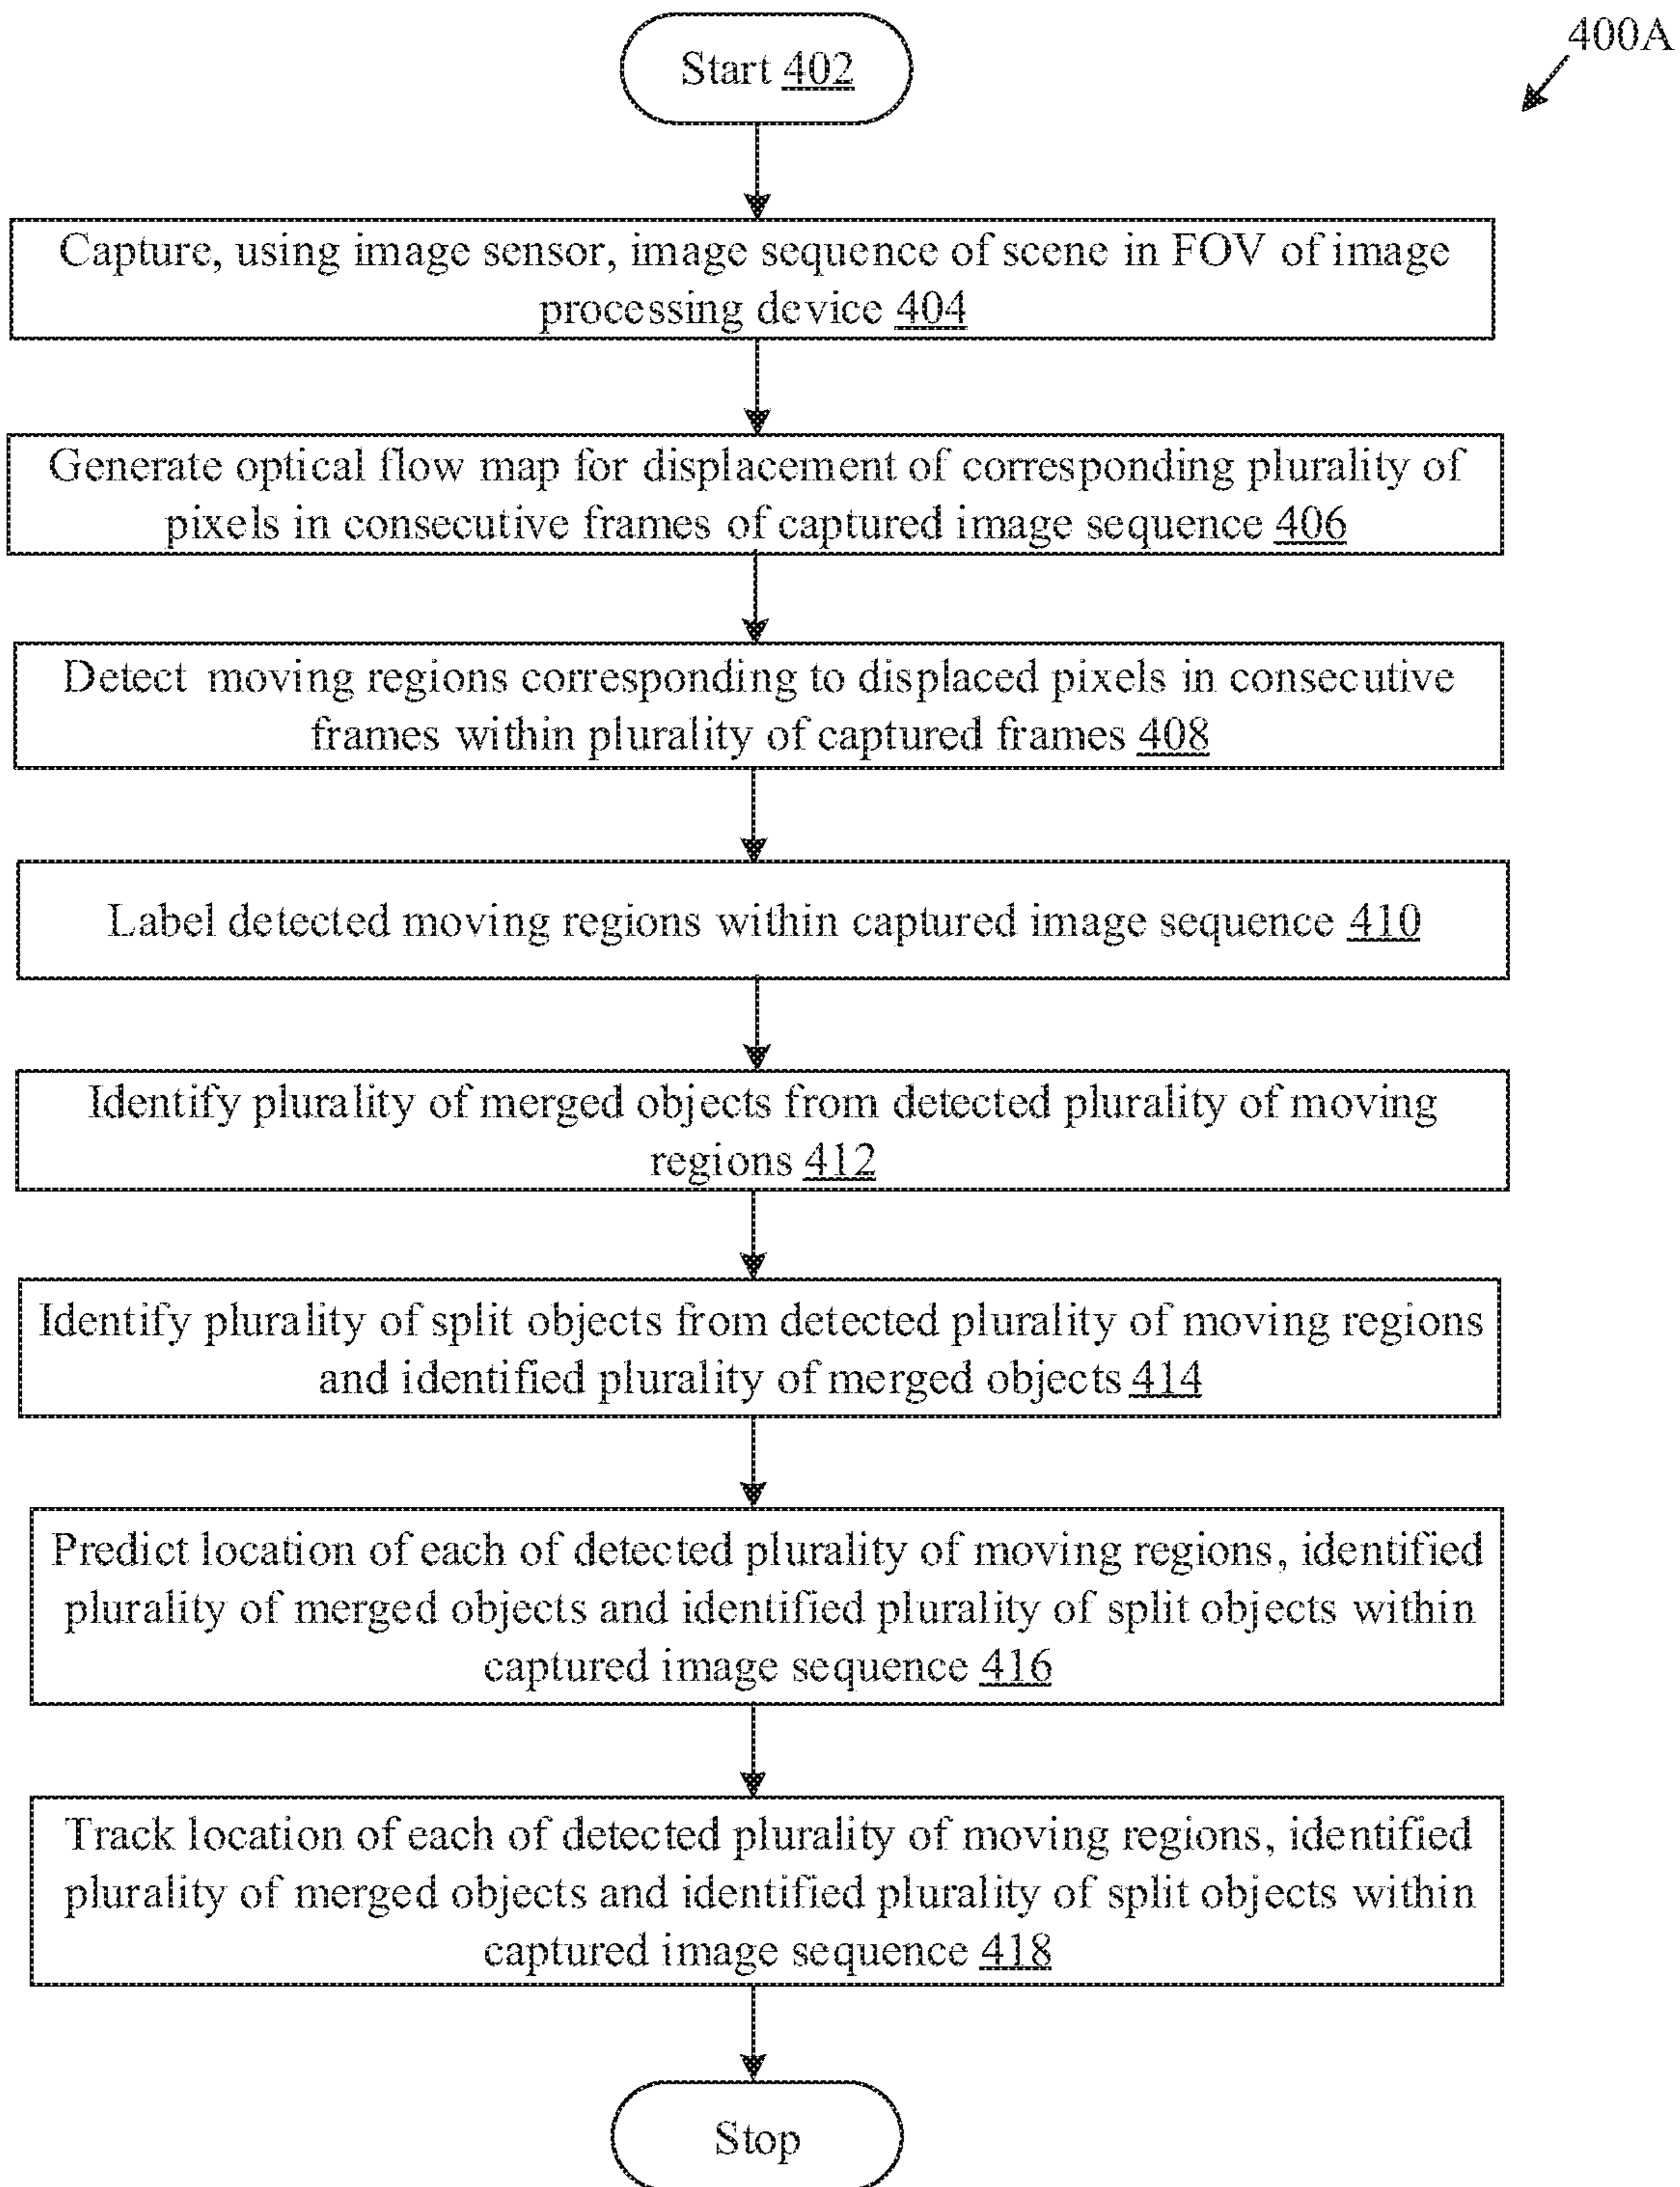 400A
Start 402
Capture, using image sensor, image sequence of scene in FOV of image
processing device 404
Generate optical flow map for displacement of corresponding plurality of
pixels in consecutive frames of captured image sequence 406
Detect moving regions corresponding to displaced pixels in consecutive
frames within plurality of captured frames 408
Label detected moving regions within captured image sequence 410
Identify plurality of merged objects from detected plurality of moving
regions 412
Identify plurality of split objects from detected plurality of moving regions
and identified plurality of merged objects 414
Predict location of each of detected plurality of moving regions, identified
plurality of merged objects and identified plurality of split objects within
captured image sequence 416
Track location of each of detected plurality of moving regions, identified
plurality of merged objects and identified plurality of split objects within
captured image sequence 418
Stop